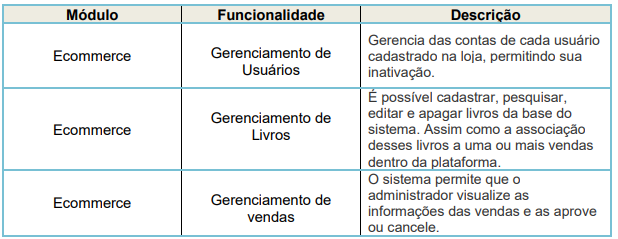 Módulo Funcionalidade Descrição
Ecommerce
Gerenciamento de
Usuários
Gerencia das contas de cada usuário
cadastrado na loja, permitindo sua
inativação.
Ecommerce
Gerenciamento de
Livros
É possível cadastrar, pesquisar,
editar e apagar livros da base do
sistema. Assim como a associação
desses livros a uma ou mais vendas
dentro da plataforma.
Ecommerce
Gerenciamento de
vendas
O sistema permite que o
administrador visualize as
informações das vendas e as aprove
ou cancele.